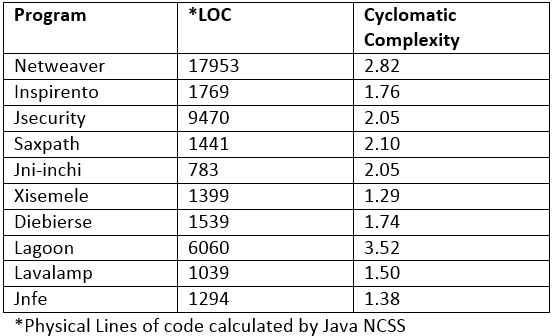 Program *LOC Cyclomatic
Complexity
Netweaver 17953 2.82
Inspirento 1769 1.76
Jsecurity 9470 2.05
Saxpath 1441 2.10
Jni-inchi 783 2.05
Xisemele 1399 1.29
Diebierse 1539 1.74
Lagoon 6060 3.52
Lavalamp 1039 1.50
Jnfe 1294 1.38
*Physical Lines of code calculated by Java NCSS